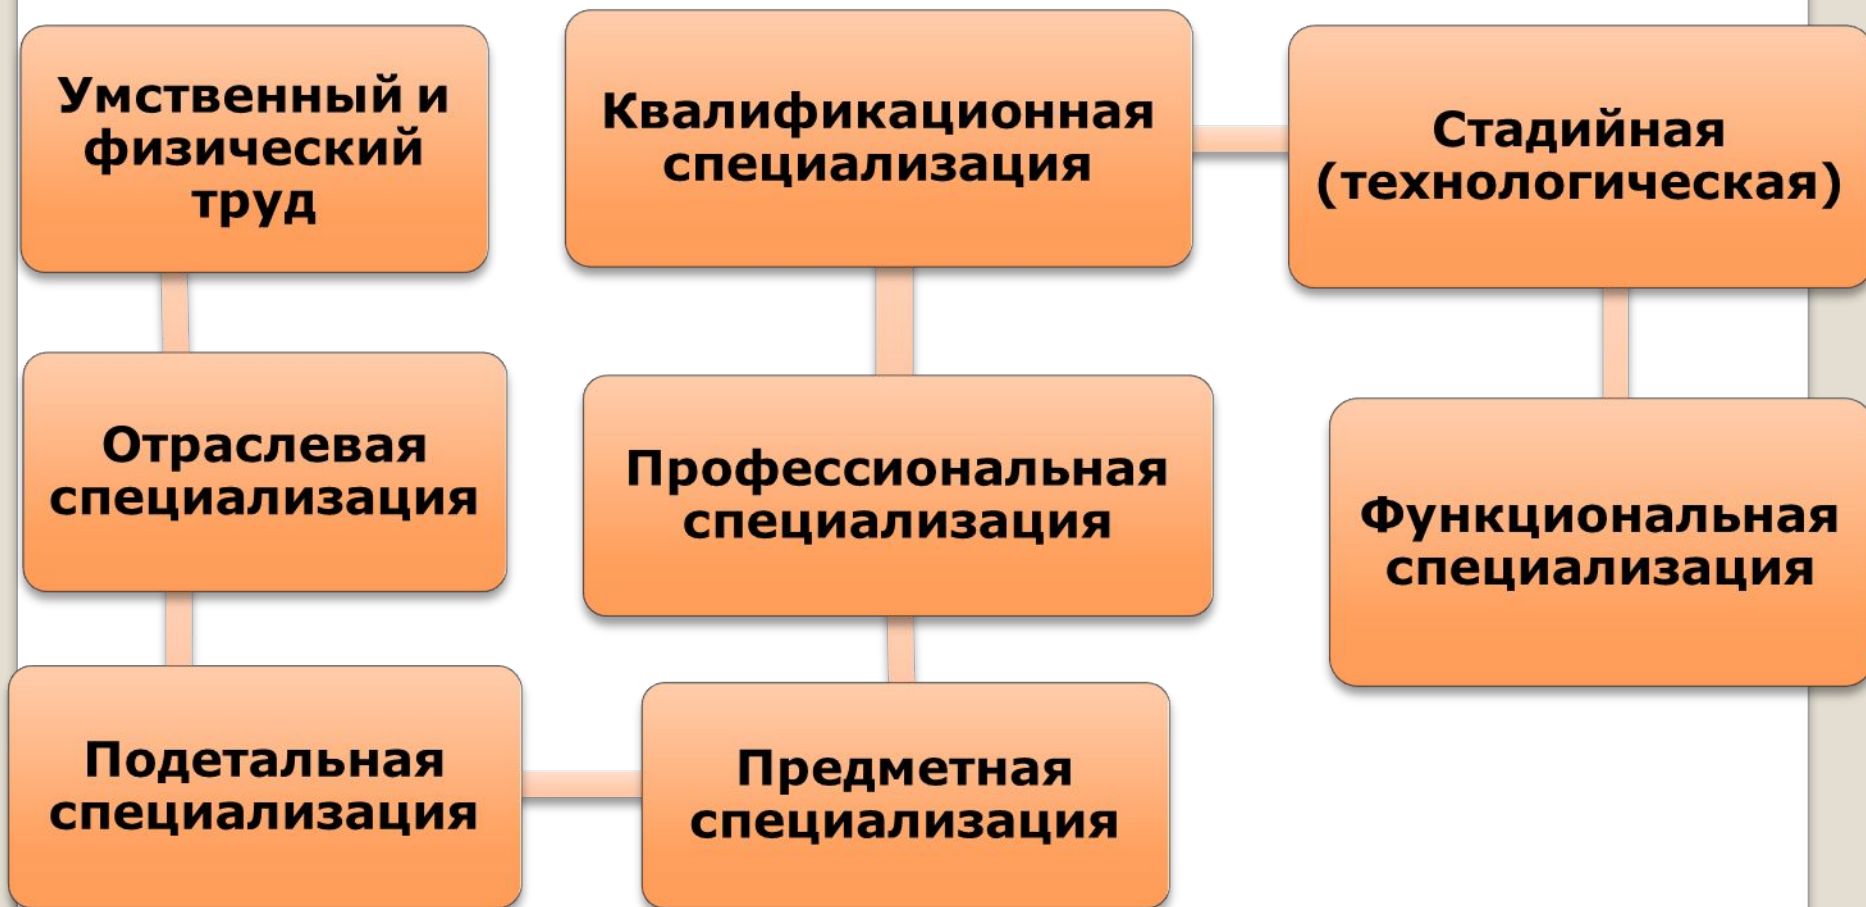 Умственный и
физический
труд
Отраслевая
специализация
Подетальная
специализация
Предметная
специализация
Профессиональная
специализация
Квалификационная
специализация
Стадийная
(технологическая)
Функциональная
специализация